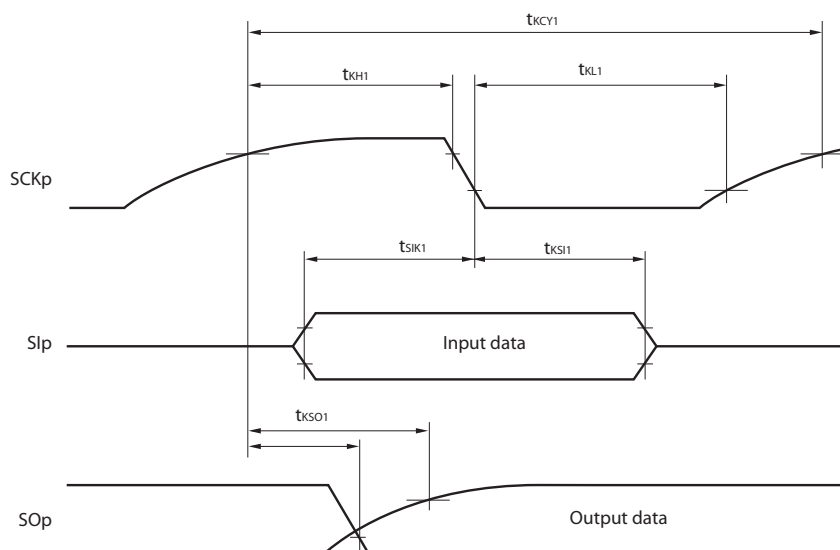 tKCY1
tKH1
tKL1
SCKp
tSIK1
tKSI1
SIp
Input data
tKSO1
SOp
Output data